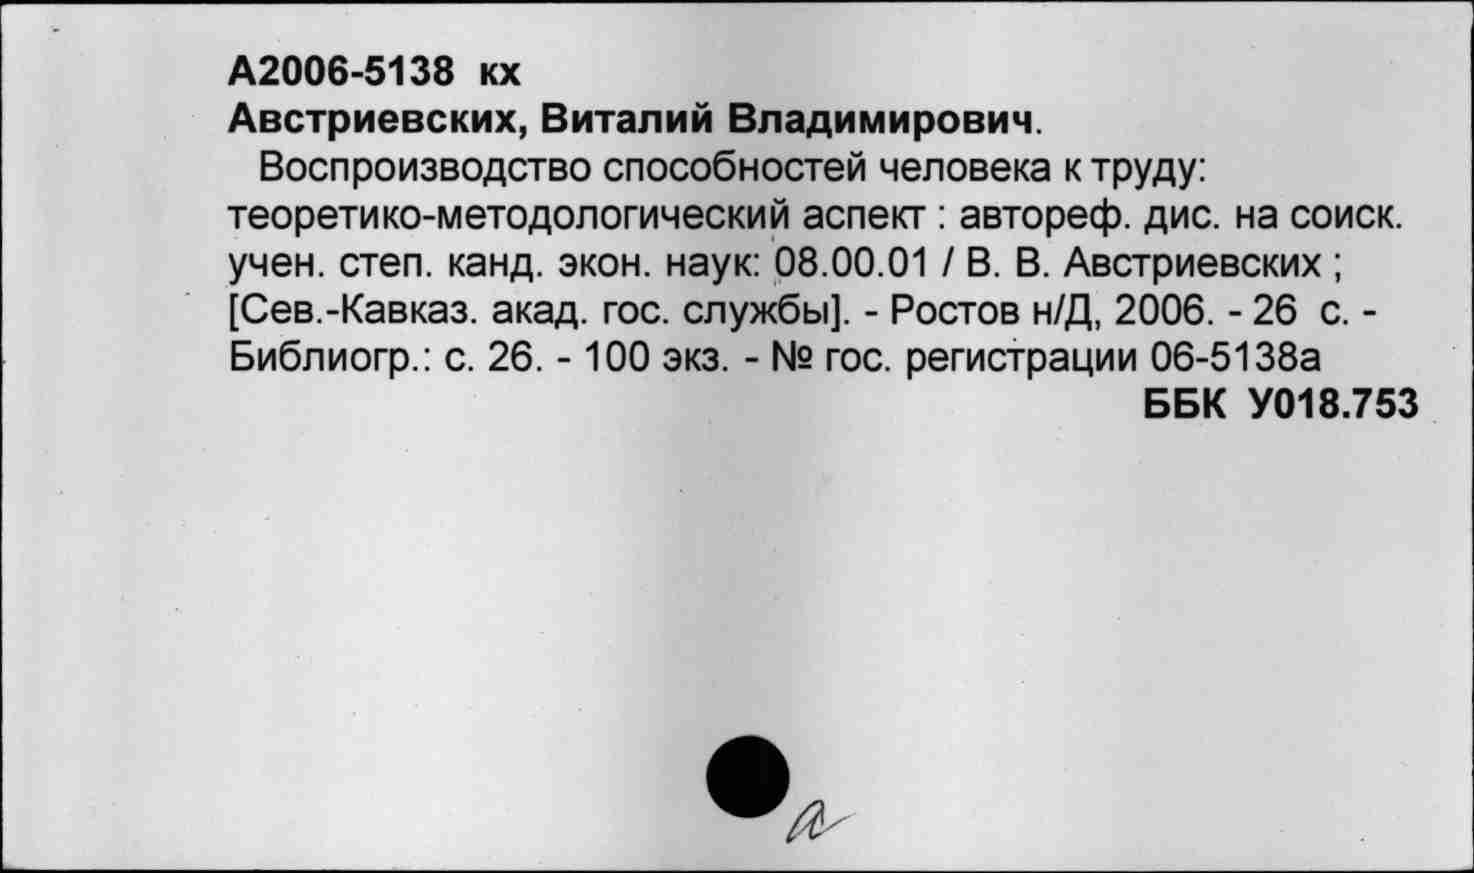 А2006-5138 кх
Австриевских, Виталий Владимирович.
Воспроизводство способностей человека к труду:
теоретико-методологический аспект : автореф. дис. на соиск.
учен. степ. канд. экон. наук: 08.00.01 / В. В. Австриевских ;
[Сев.-Кавказ. акад. гос. службы]. - Ростов н/Д, 2006. - 26 с. -
Библиогр.: с. 26. - 100 экз. - № гос. регистрации 06-5138а
ББК У018.753
а